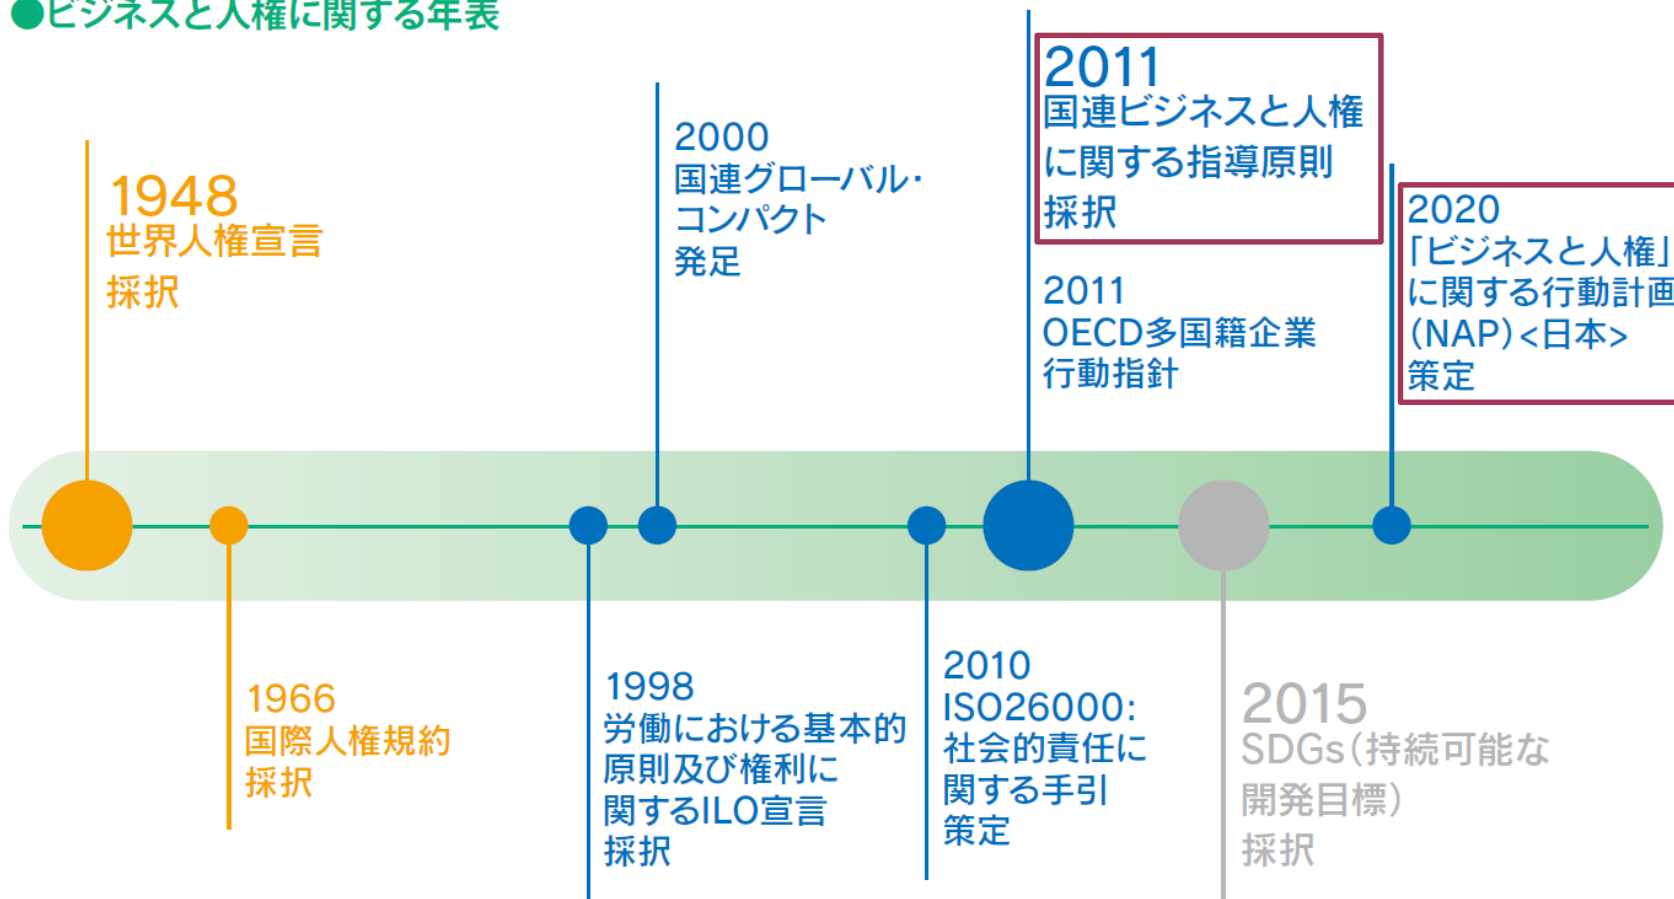 ●ビジネスと人権に関する年表
1948
世界人権宣言
採択
1966
国際人権規約
採択
1998
労働における基本的
原則及び権利に
関するILO宣言
採択
2000
国連グローバル・
コンパクト
発足
2010
ISO26000:
社会的責任に
関する手引
策定
2011
国連ビジネスと人権
に関する指導原則
採択
2011
OECD多国籍企業
行動指針
2015
SDGs(持続可能な
開発目標)
採択
2020
「ビジネスと人権」
に関する行動計画
(NAP)<日本>
策定